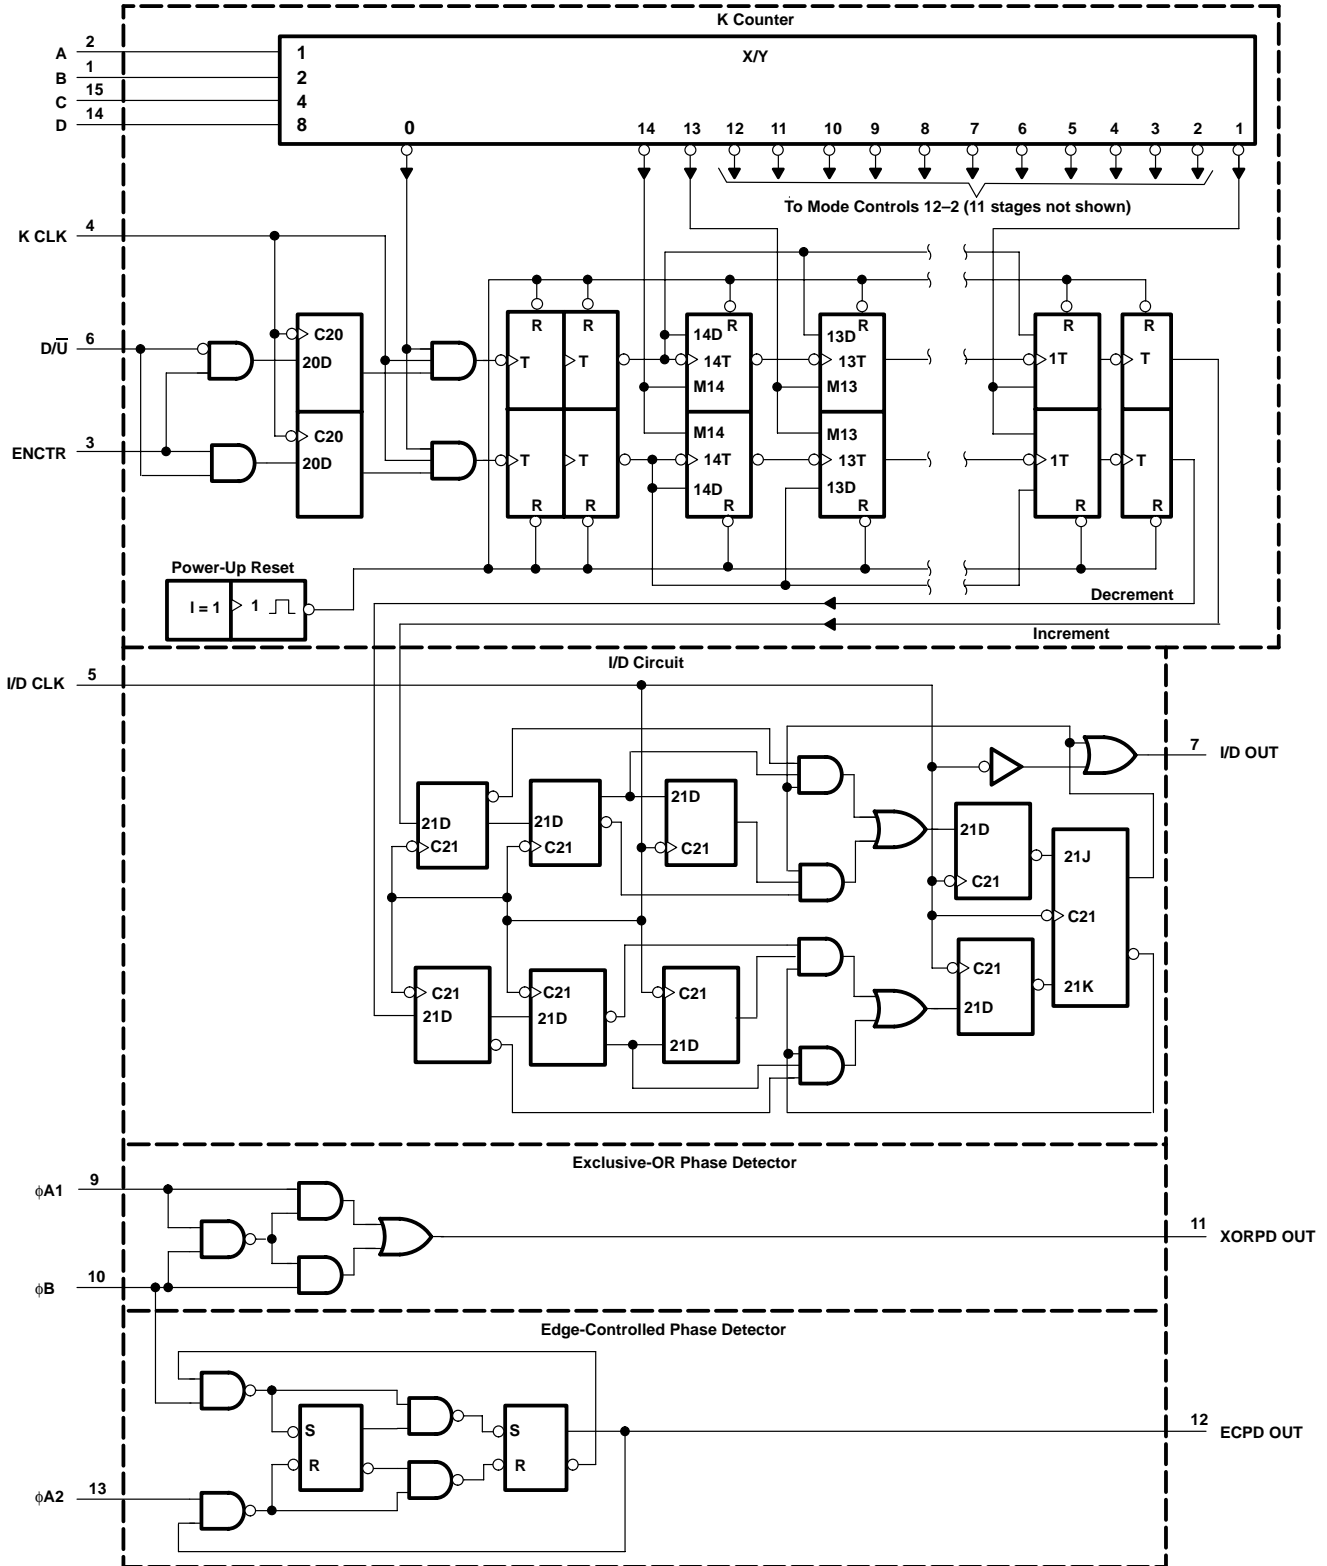 K Counter
A 2
B 1
C 15
D 14
X/Y
1
2
4
8
0 14 13 12 11 10 9 8 7 6 5 4 3 2 1
To Mode Controls 12–2 (11 stages not shown)
K CLK 4
D/U̅ 6
ENCTR 3
C20
20D
C20
20D
R R R R R R
T T 14D 13D 1T T
14T 13T
M14 M13
M14 M13
T T 14T 13T 1T T
14D 13D
R R R R R R
Power-Up Reset
I = 1 1
Decrement
Increment
I/D Circuit
I/D CLK 5
7 I/D OUT
21D
C21
21D
C21
21D
C21
21D
C21
21J
C21
21K
C21
21D
C21
21D
C21
21D
C21
21D
Exclusive-OR Phase Detector
ϕA1 9
ϕB 10
11 XORPD OUT
Edge-Controlled Phase Detector
S
R
S
R
12 ECPD OUT
ϕA2 13